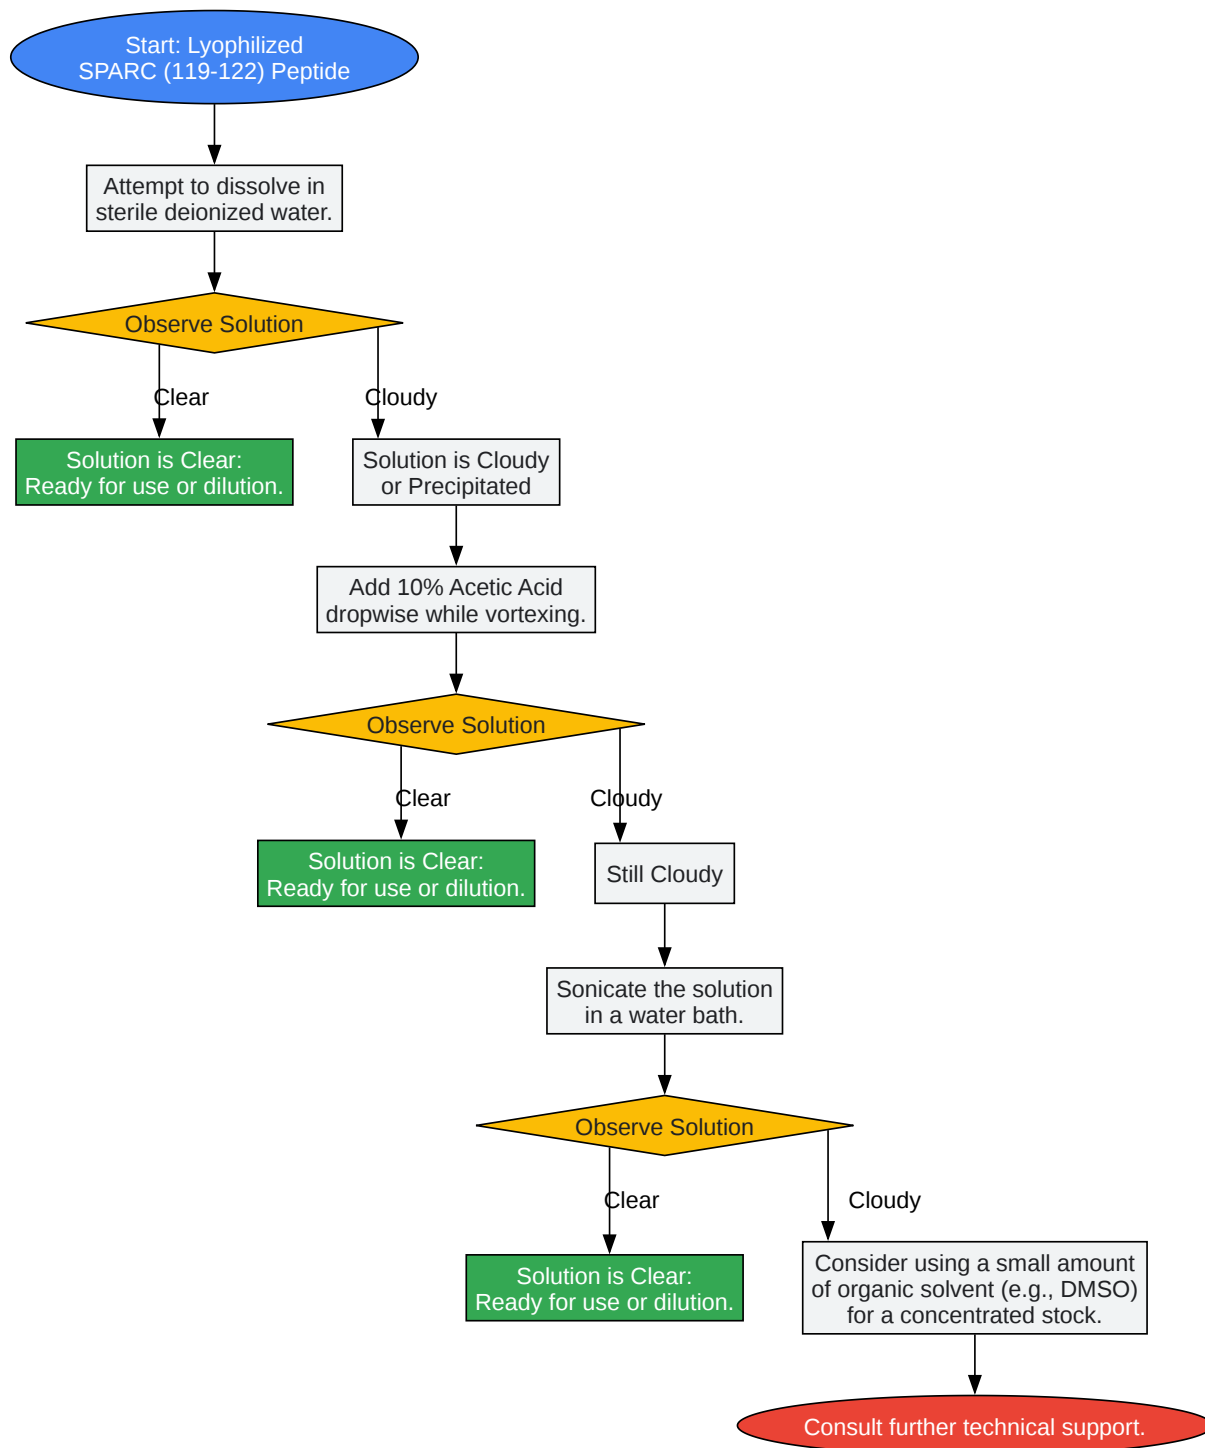 Start: Lyophilized
SPARC (119-122) Peptide
Attempt to dissolve in
sterile deionized water.
Observe Solution
Clear
Cloudy
Solution is Clear:
Ready for use or dilution.
Solution is Cloudy
or Precipitated
Add 10% Acetic Acid
dropwise while vortexing.
Observe Solution
Clear
Cloudy
Solution is Clear:
Ready for use or dilution.
Still Cloudy
Sonicate the solution
in a water bath.
Observe Solution
Clear
Cloudy
Solution is Clear:
Ready for use or dilution.
Consider using a small amount
of organic solvent (e.g., DMSO)
for a concentrated stock.
Consult further technical support.